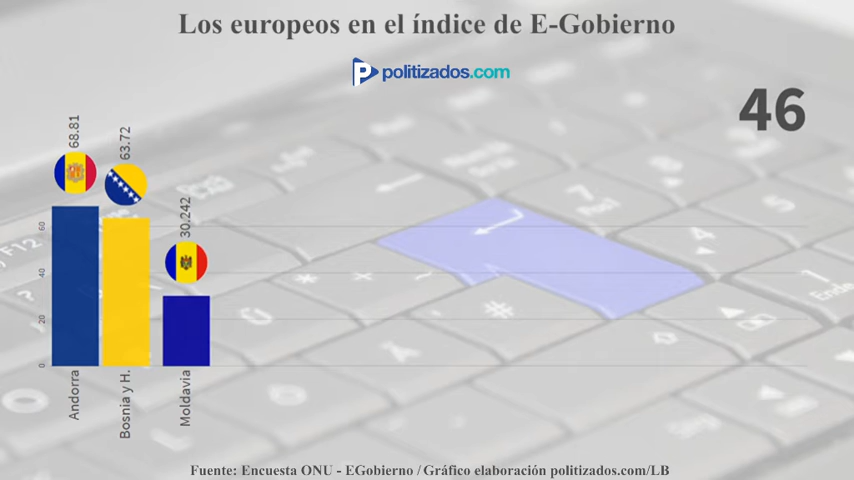 Los europeos en el índice de E-Gobierno
politizados.com
46
68.81
63.72
30.242
60
40
20
0
Andorra
Bosnia y H.
Moldavia
Fuente: Encuesta ONU - EGobierno / Gráfico elaboración politizados.com/LB